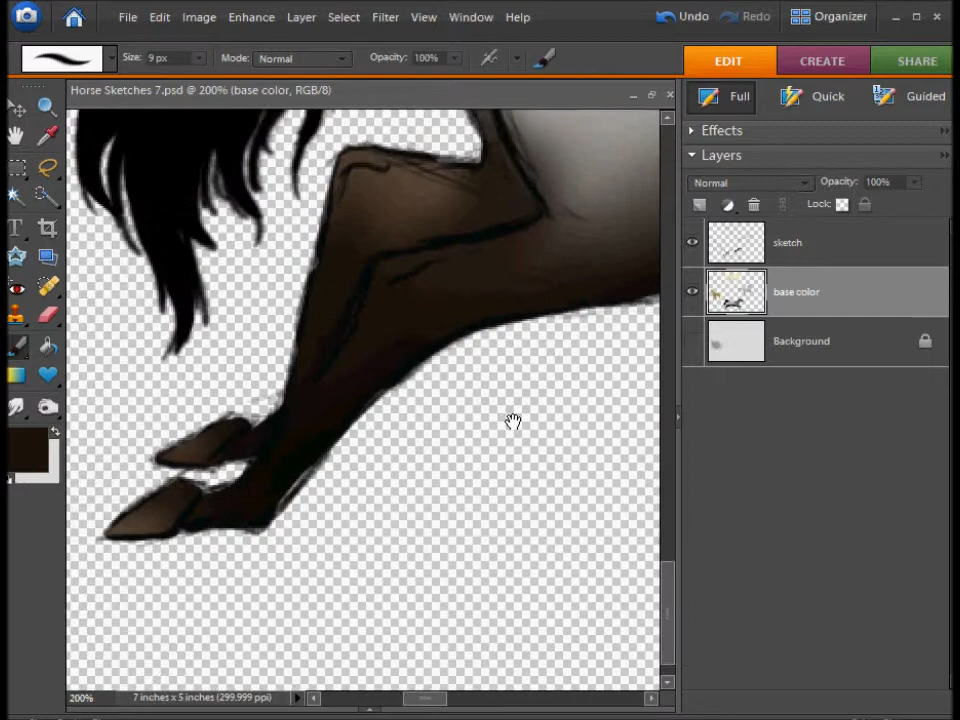 File Edit Image Enhance Layer Select Filter View Window Help Undo Redo Organizer
Size: 9 px Mode: Normal Opacity: 100% EDIT CREATE SHARE
Horse Sketches 7.psd @ 200% (base color, RGB/8)
Full Quick Guided
Effects
Layers
Normal Opacity: 100%
Lock:
sketch
base color
Background
200% 7 inches x 5 inches (299.999 ppi)